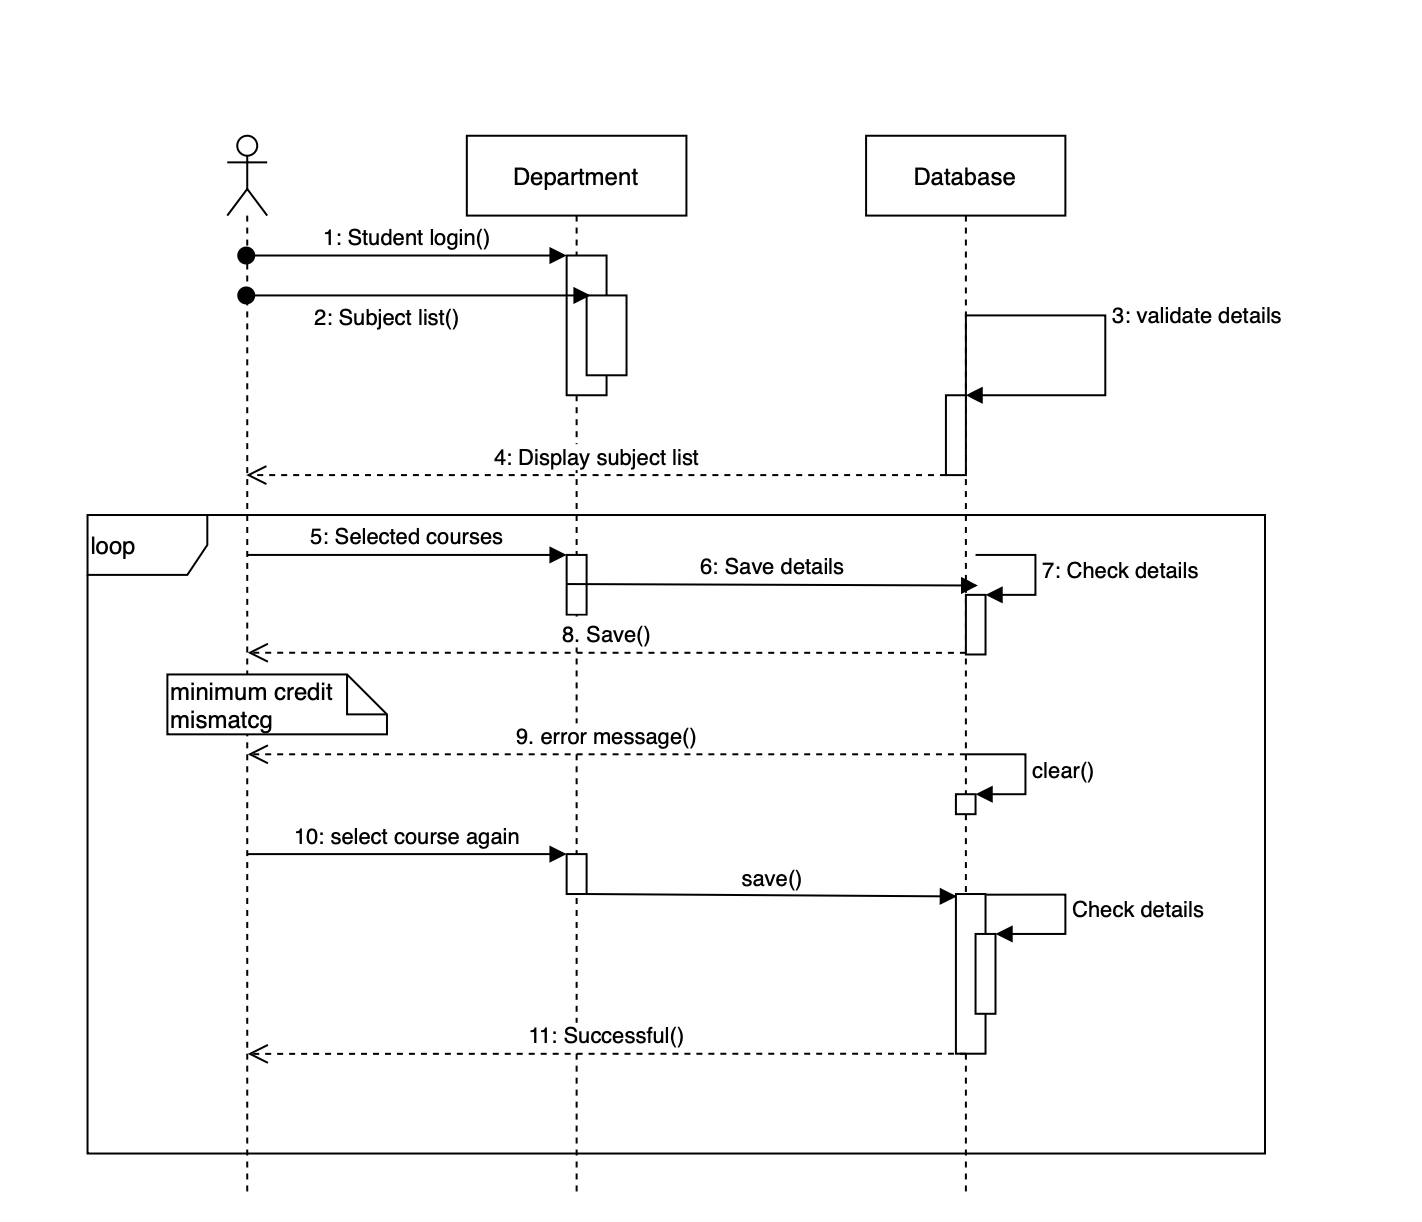 Department
Database
1: Student login()
2: Subject list()
3: validate details
4: Display subject list
loop
5: Selected courses
6: Save details
7: Check details
8. Save()
minimum credit
mismatcg
9. error message()
clear()
10: select course again
save()
Check details
11: Successful()